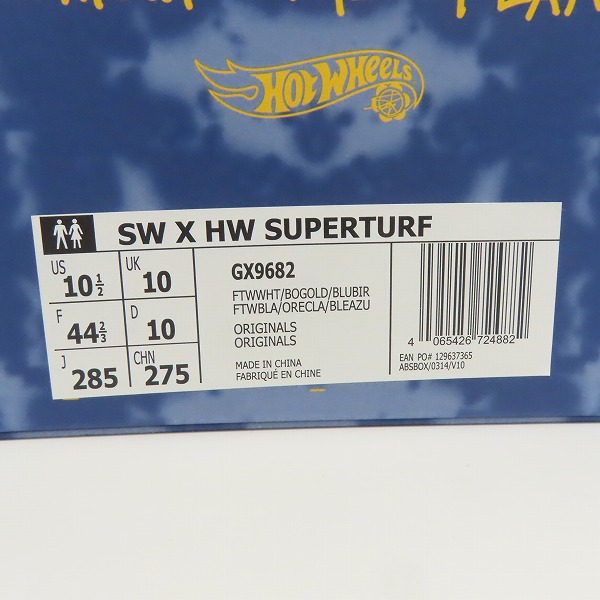 HOT WHEELS
SW X HW SUPERTURF
US 10 1/2
UK 10
F 44 2/3
D 10
J 285
CHN 275
GX9682
FTWWHT/BOGOLD/BLUBIR
FTWBLA/ORECLA/BLEAZU
ORIGINALS
ORIGINALS
MADE IN CHINA
FABRIQUÉ EN CHINE
4 065426 724882
EAN PO# 129637365
ABSBOX/0314/V10